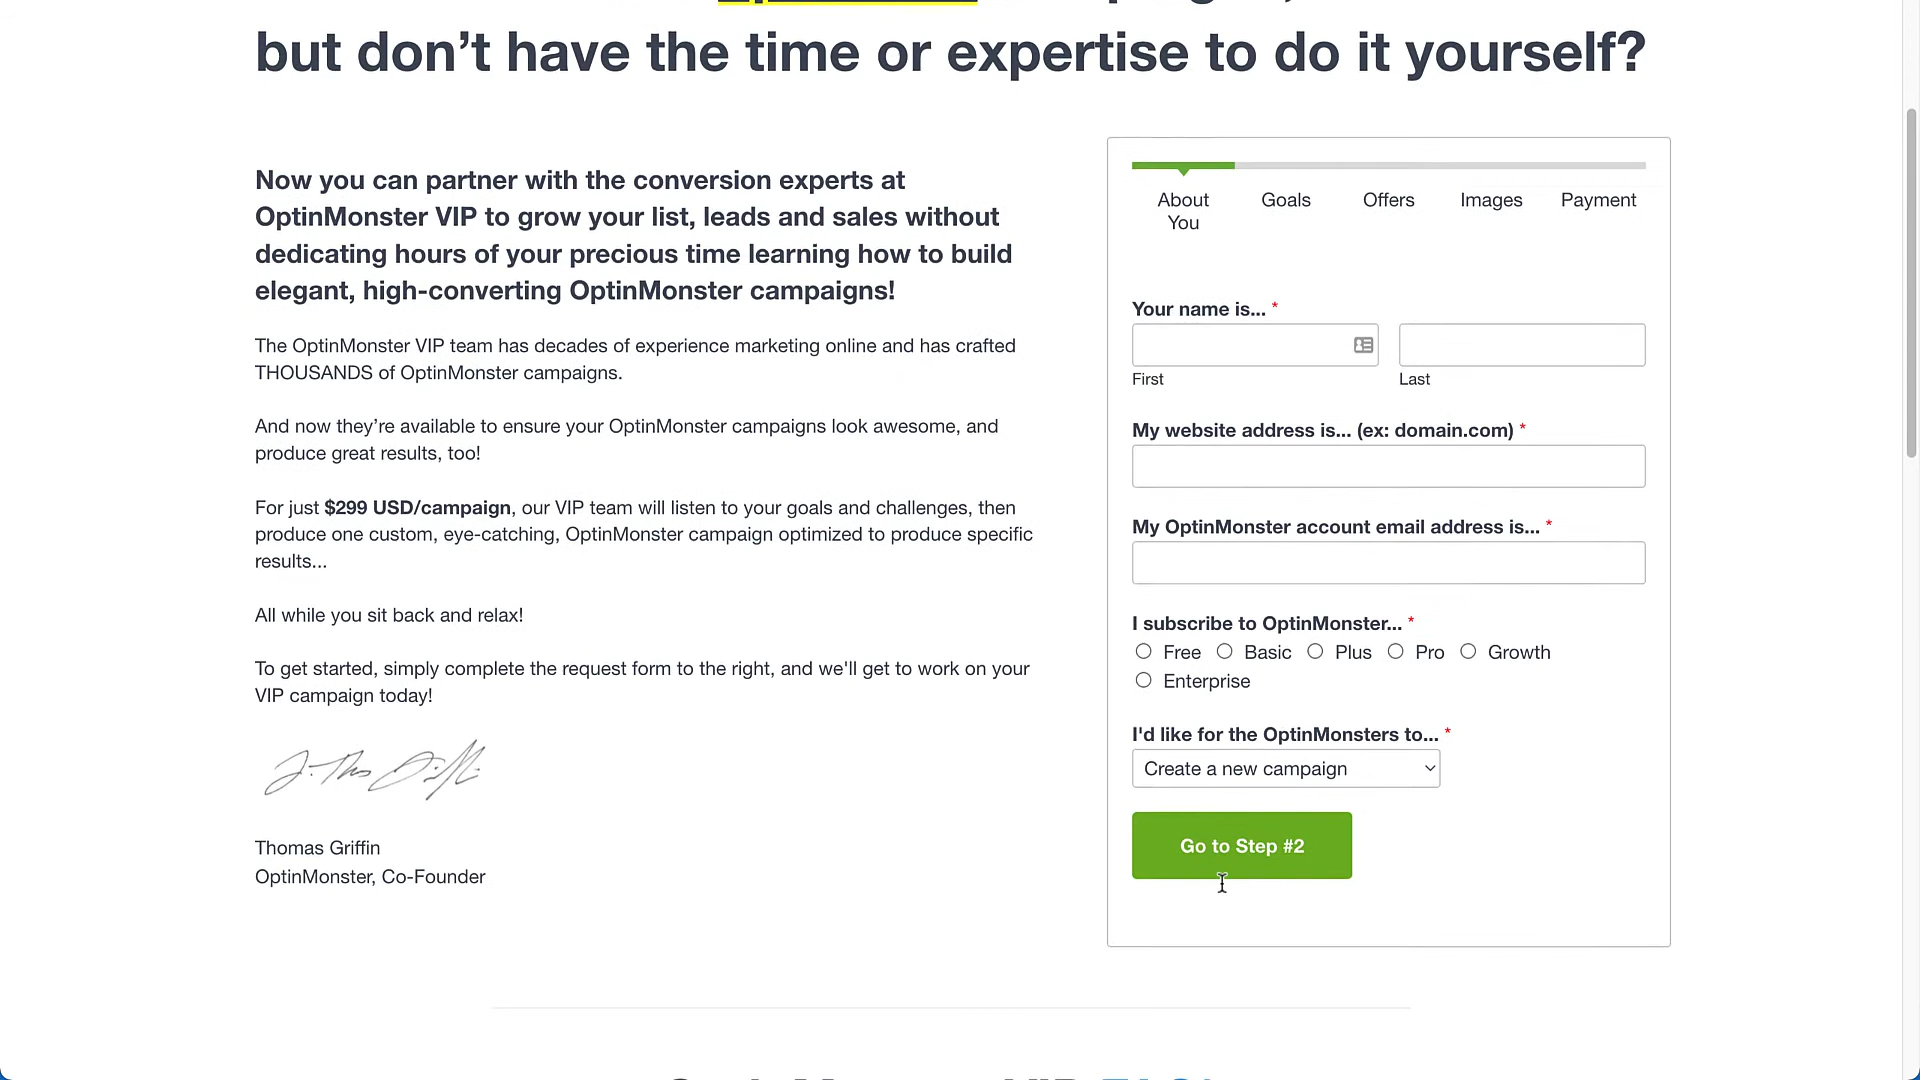 but don’t have the time or expertise to do it yourself?
Now you can partner with the conversion experts at
OptinMonster VIP to grow your list, leads and sales without
dedicating hours of your precious time learning how to build
elegant, high-converting OptinMonster campaigns!
The OptinMonster VIP team has decades of experience marketing online and has crafted
THOUSANDS of OptinMonster campaigns.
And now they’re available to ensure your OptinMonster campaigns look awesome, and
produce great results, too!
For just $299 USD/campaign, our VIP team will listen to your goals and challenges, then
produce one custom, eye-catching, OptinMonster campaign optimized to produce specific
results...
All while you sit back and relax!
To get started, simply complete the request form to the right, and we'll get to work on your
VIP campaign today!
Thomas Griffin
OptinMonster, Co-Founder
About You
Goals
Offers
Images
Payment
Your name is... *
First
Last
My website address is... (ex: domain.com) *
My OptinMonster account email address is... *
I subscribe to OptinMonster... *
Free Basic Plus Pro Growth
Enterprise
I'd like for the OptinMonsters to... *
Create a new campaign
Go to Step #2